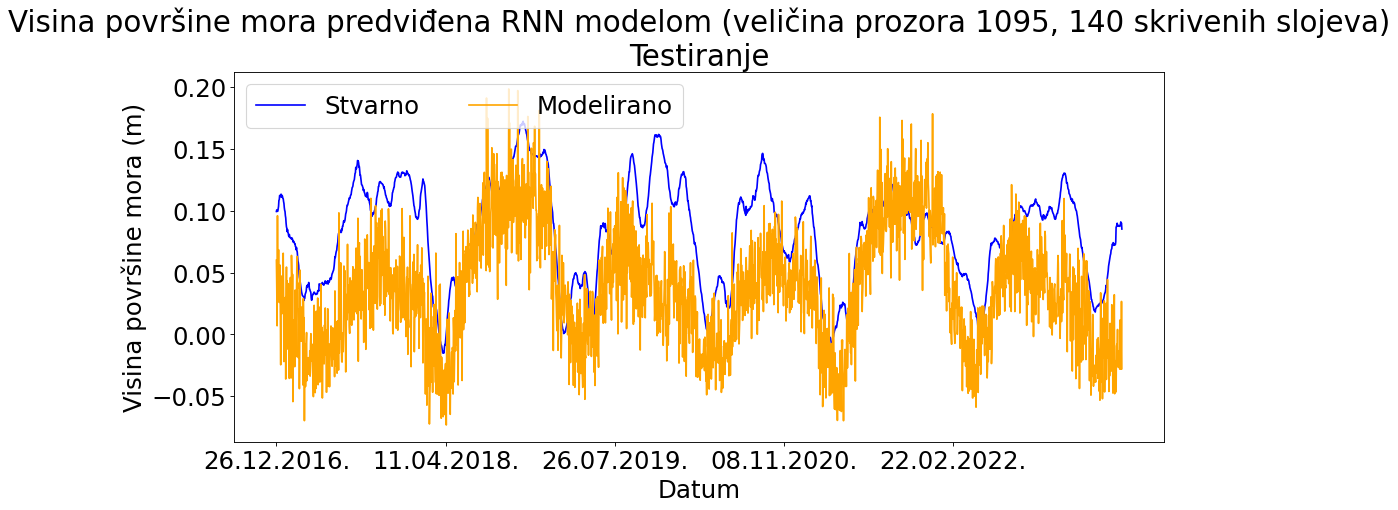 Visina površine mora predviđena RNN modelom (veličina prozora 1095, 140 skrivenih slojeva)
Testiranje
Stvarno Modelirano
Visina površine mora (m)
0.20
0.15
0.10
0.05
0.00
−0.05
26.12.2016. 11.04.2018. 26.07.2019. 08.11.2020. 22.02.2022.
Datum